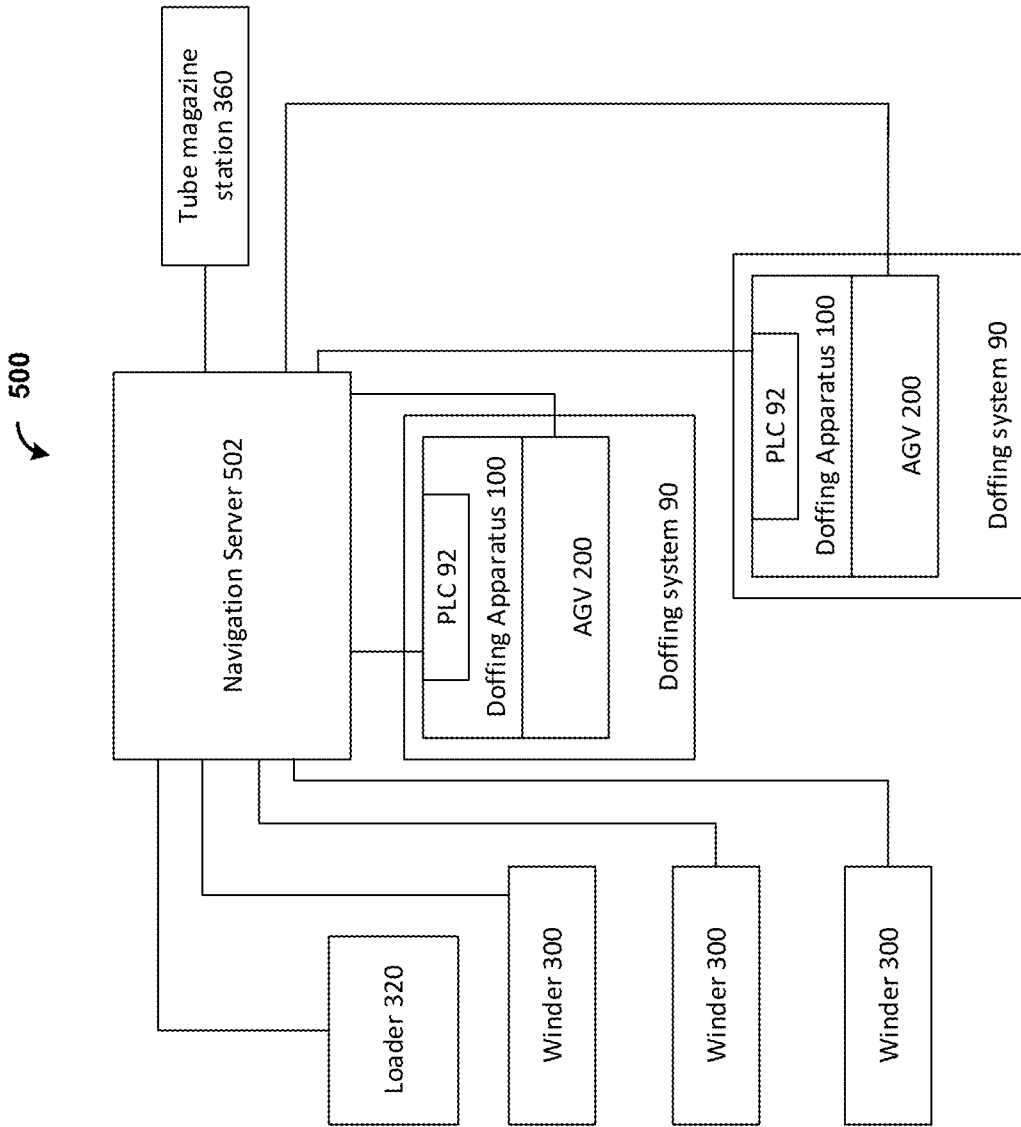 500
Tube magazine
station 360
Navigation Server 502
PLC 92
Doffing Apparatus 100
AGV 200
Doffing system 90
PLC 92
Doffing Apparatus 100
AGV 200
Doffing system 90
Loader 320
Winder 300
Winder 300
Winder 300